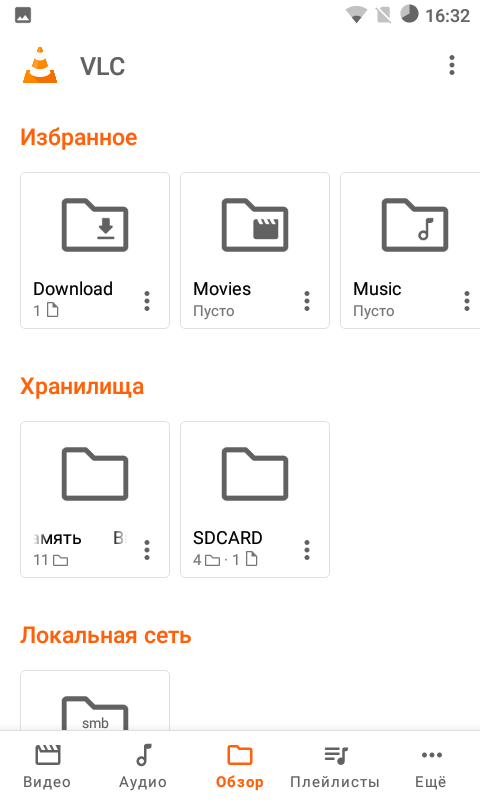 16:32
VLC
Избранное
Download
1
Movies
Пусто
Music
Пусто
Хранилища
11
SDCARD
4 · 1
Локальная сеть
smb
Видео
Аудио
Обзор
Плейлисты
Ещё